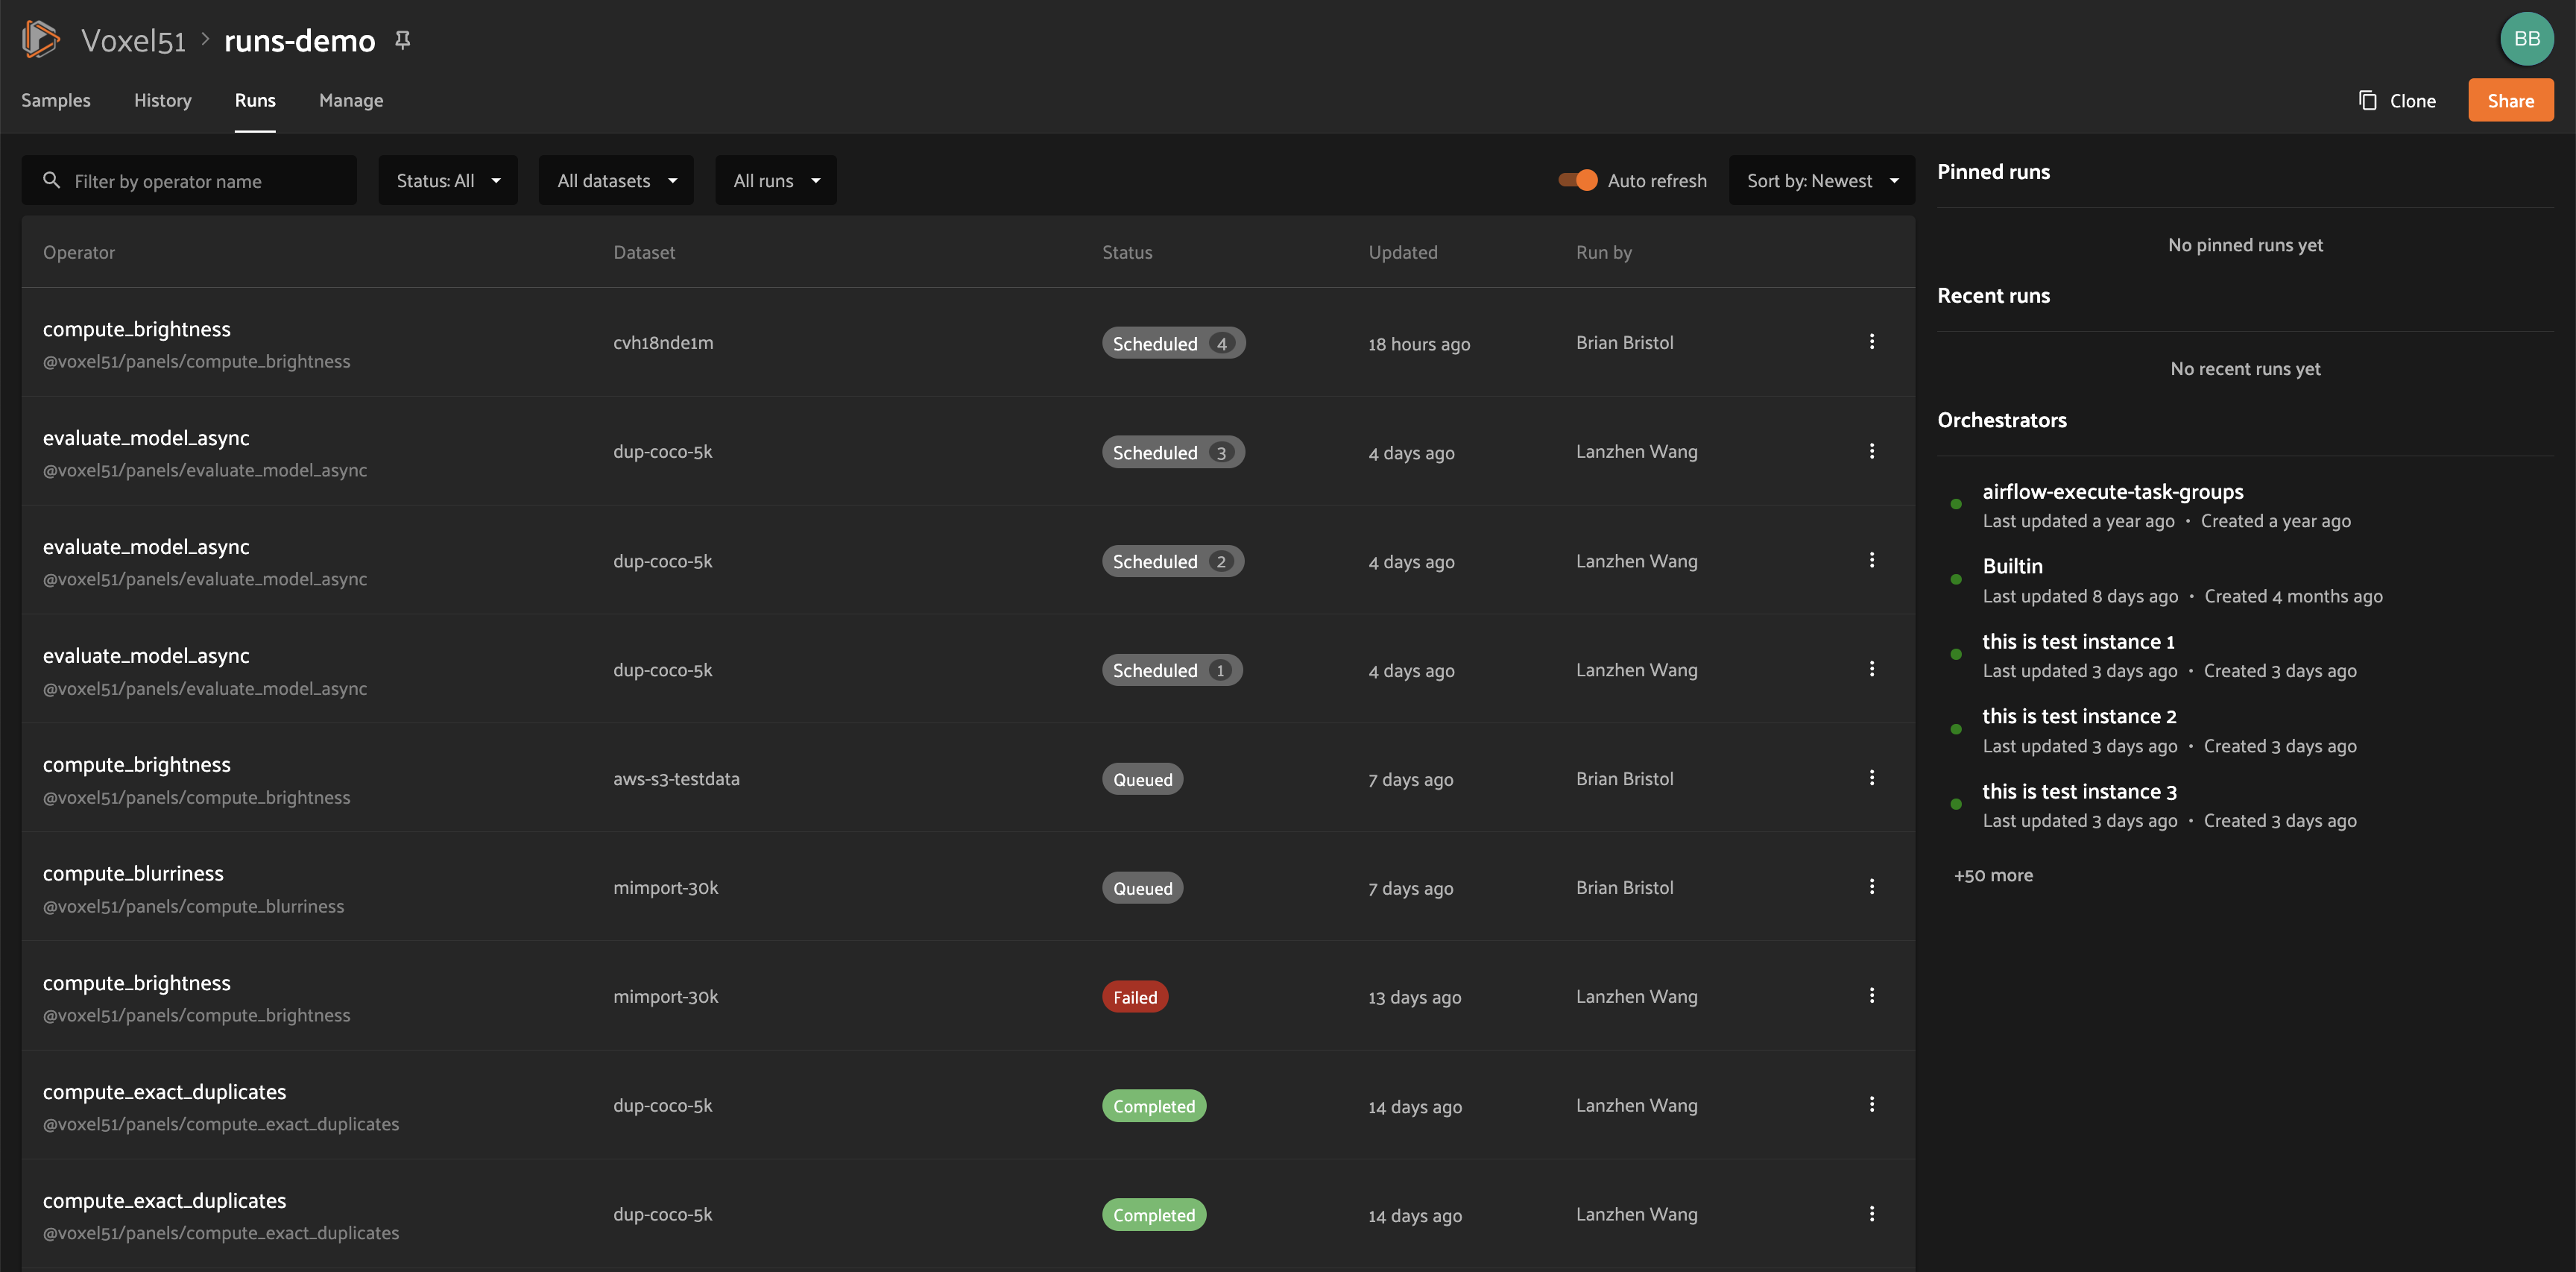 Voxel51 > runs-demo
BB
Samples History Runs Manage
Clone Share
Filter by operator name Status: All All datasets All runs Auto refresh Sort by: Newest
Operator Dataset Status Updated Run by
compute_brightness
@voxel51/panels/compute_brightness
cvh18nde1m Scheduled 4 18 hours ago Brian Bristol
evaluate_model_async
@voxel51/panels/evaluate_model_async
dup-coco-5k Scheduled 3 4 days ago Lanzhen Wang
evaluate_model_async
@voxel51/panels/evaluate_model_async
dup-coco-5k Scheduled 2 4 days ago Lanzhen Wang
evaluate_model_async
@voxel51/panels/evaluate_model_async
dup-coco-5k Scheduled 1 4 days ago Lanzhen Wang
compute_brightness
@voxel51/panels/compute_brightness
aws-s3-testdata Queued 7 days ago Brian Bristol
compute_blurriness
@voxel51/panels/compute_blurriness
mimport-30k Queued 7 days ago Brian Bristol
compute_brightness
@voxel51/panels/compute_brightness
mimport-30k Failed 13 days ago Lanzhen Wang
compute_exact_duplicates
@voxel51/panels/compute_exact_duplicates
dup-coco-5k Completed 14 days ago Lanzhen Wang
compute_exact_duplicates
@voxel51/panels/compute_exact_duplicates
dup-coco-5k Completed 14 days ago Lanzhen Wang
Pinned runs
No pinned runs yet
Recent runs
No recent runs yet
Orchestrators
airflow-execute-task-groups
Last updated a year ago • Created a year ago
Builtin
Last updated 8 days ago • Created 4 months ago
this is test instance 1
Last updated 3 days ago • Created 3 days ago
this is test instance 2
Last updated 3 days ago • Created 3 days ago
this is test instance 3
Last updated 3 days ago • Created 3 days ago
+50 more